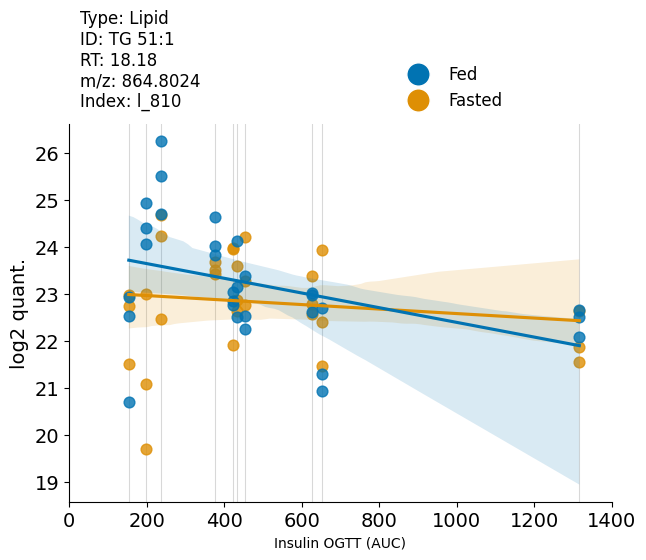 Type: Lipid
ID: TG 51:1
RT: 18.18
m/z: 864.8024
Index: l_810
Fed
Fasted
26
25
24
23
22
21
20
19
log2 quant.
0 200 400 600 800 1000 1200 1400
Insulin OGTT (AUC)